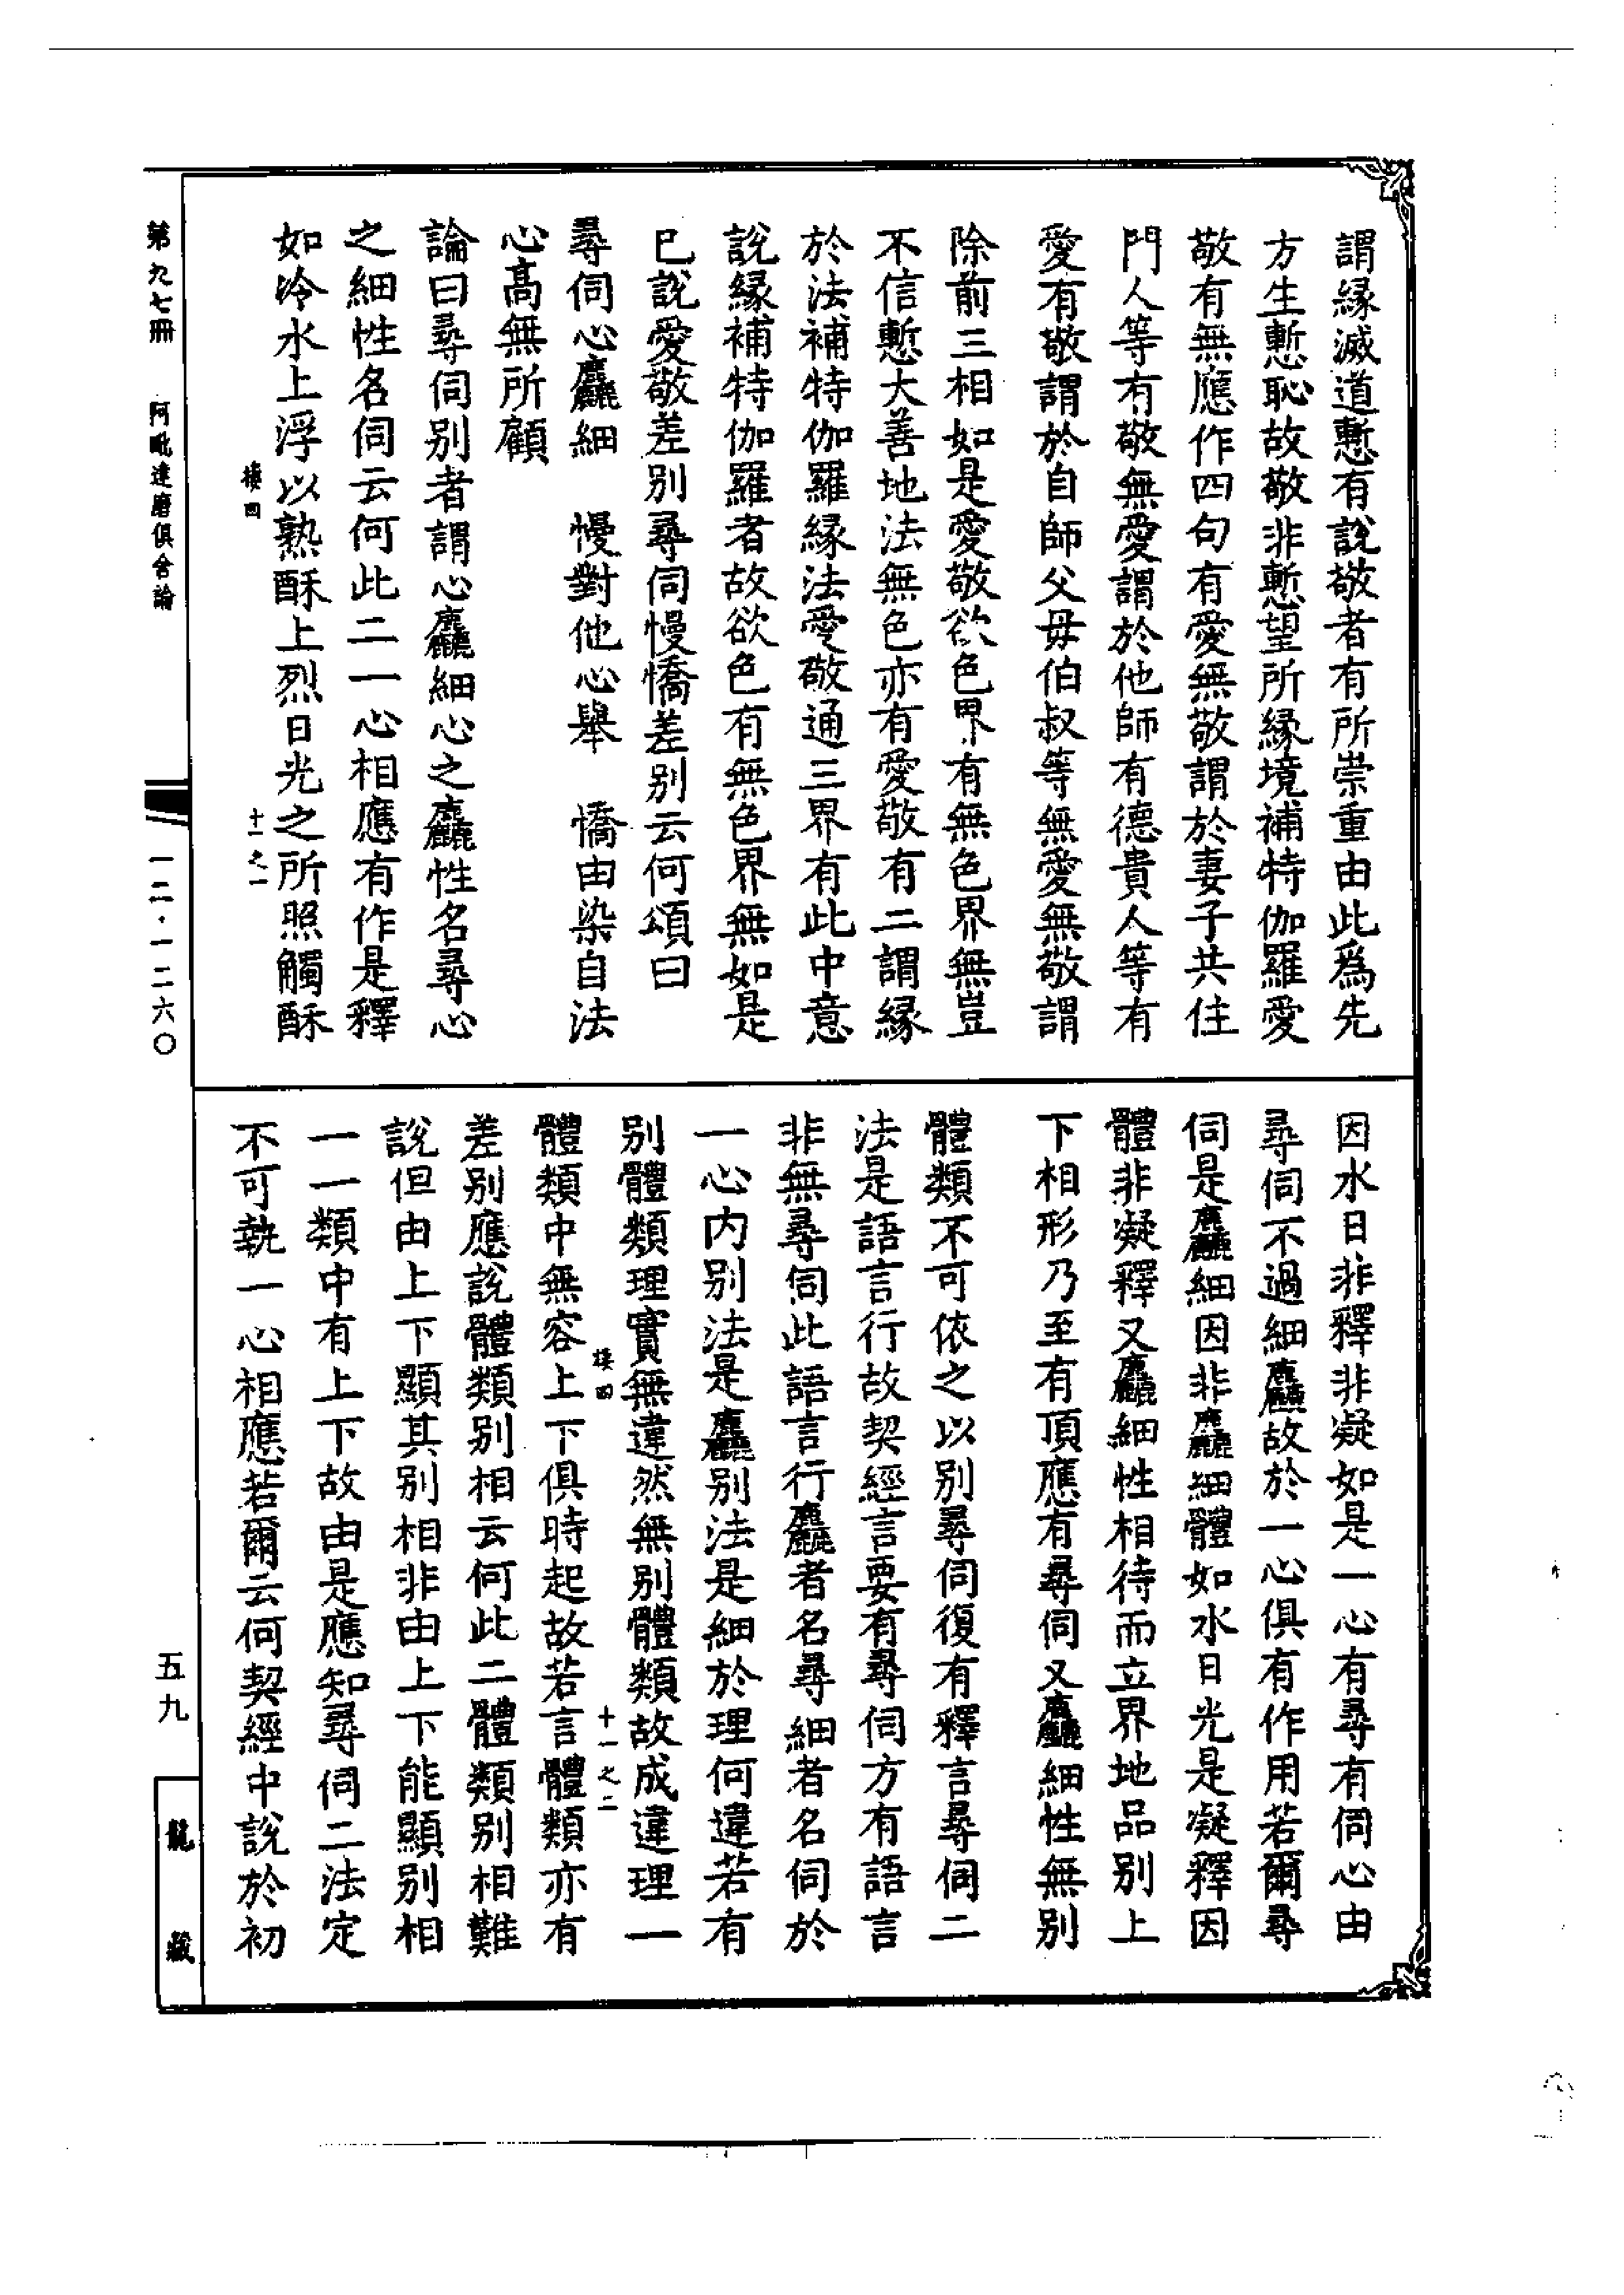 謂緣滅道慙有說敬者有所崇重由此爲先
方生慙恥故敬非慙望所緣境補特伽羅愛
敬有無應作四句有愛無敬謂於妻子共住
門人等有敬無愛謂於他師有德貴人等有
愛有敬謂於自師父母伯叔等無愛無敬謂
除前三相如是愛敬欲色界有無色界無豈
不信慙大善地法無色亦有愛敬有二謂緣
於法補特伽羅緣法愛敬通三界有此中意
說緣補特伽羅者故欲色有無色界無如是
已說愛敬差別尋伺慢憍差別云何頌曰
尋伺心麤細　慢對他心舉　憍由染自法
心高無所顧
論曰尋伺別者謂心麤細心之麤性名尋心
之細性名伺云何此二一心相應有作是釋
如冷水上浮以熟酥上烈日光之所照觸酥
樓四　十一之一
第九七冊　阿毗達磨俱舍論　一二·一二六〇
因水日非釋非凝如是一心有尋有伺心由
尋伺不過細麤故於一心俱有作用若爾尋
伺是麤細因非麤細體如水日光是凝釋因
體非凝釋又麤細性相待而立界地品別上
下相形乃至有頂應有尋伺又麤細性無別
體類不可依之以別尋伺復有釋言尋伺二
法是語言行故契經言要有尋伺方有語言
非無尋伺此語言行麤者名尋細者名伺於
一心內別法是麤別法是細於理何違若有
別體類理實無違然無別體類故成違理一
樓四　十一之二
體類中無容上下俱時起故若言體類亦有
差別應說體類別相云何此二體類別相難
說但由上下顯其別相非由上下能顯別相
一一類中有上下故由是應知尋伺二法定
不可執一心相應若爾云何契經中說於初
五九
龍藏